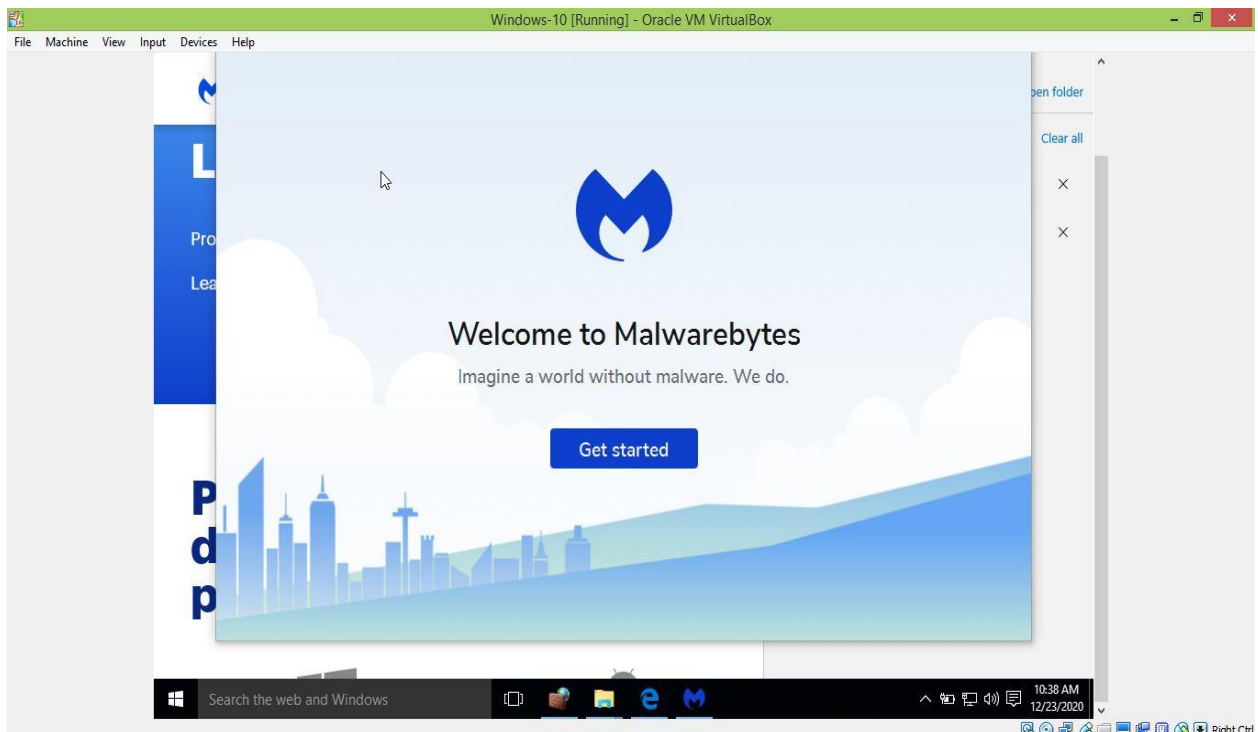 Windows-10 [Running] - Oracle VM VirtualBox
File Machine View Input Devices Help
pen folder
Clear all
L
Pro
Lea
Welcome to Malwarebytes
Imagine a world without malware. We do.
Get started
P
d
p
Search the web and Windows
10:38 AM
12/23/2020
Right Ctrl